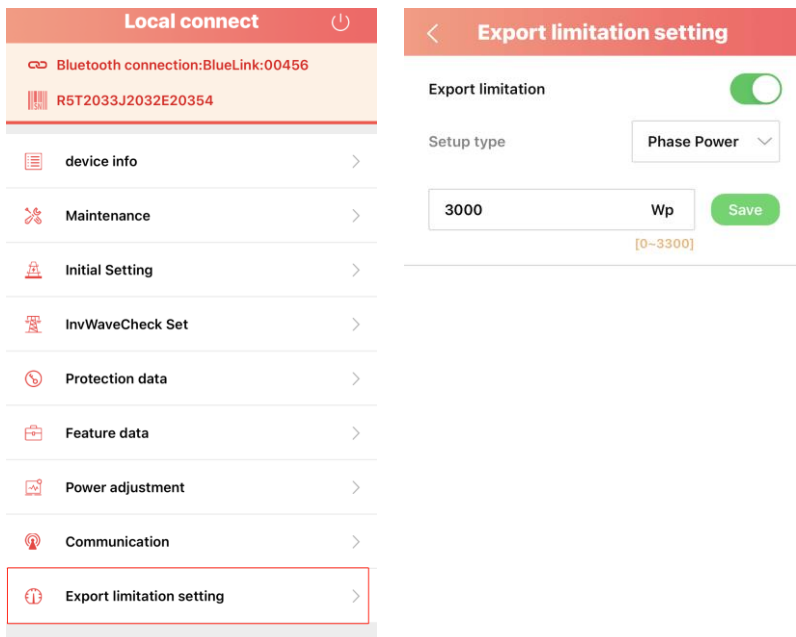 Local connect
Bluetooth connection:BlueLink:00456
SN
R5T2033J2032E20354
device info
Maintenance
Initial Setting
InvWaveCheck Set
Protection data
Feature data
Power adjustment
Communication
Export limitation setting
Export limitation setting
Export limitation
Setup type
Phase Power
3000 Wp
Save
[0~3300]